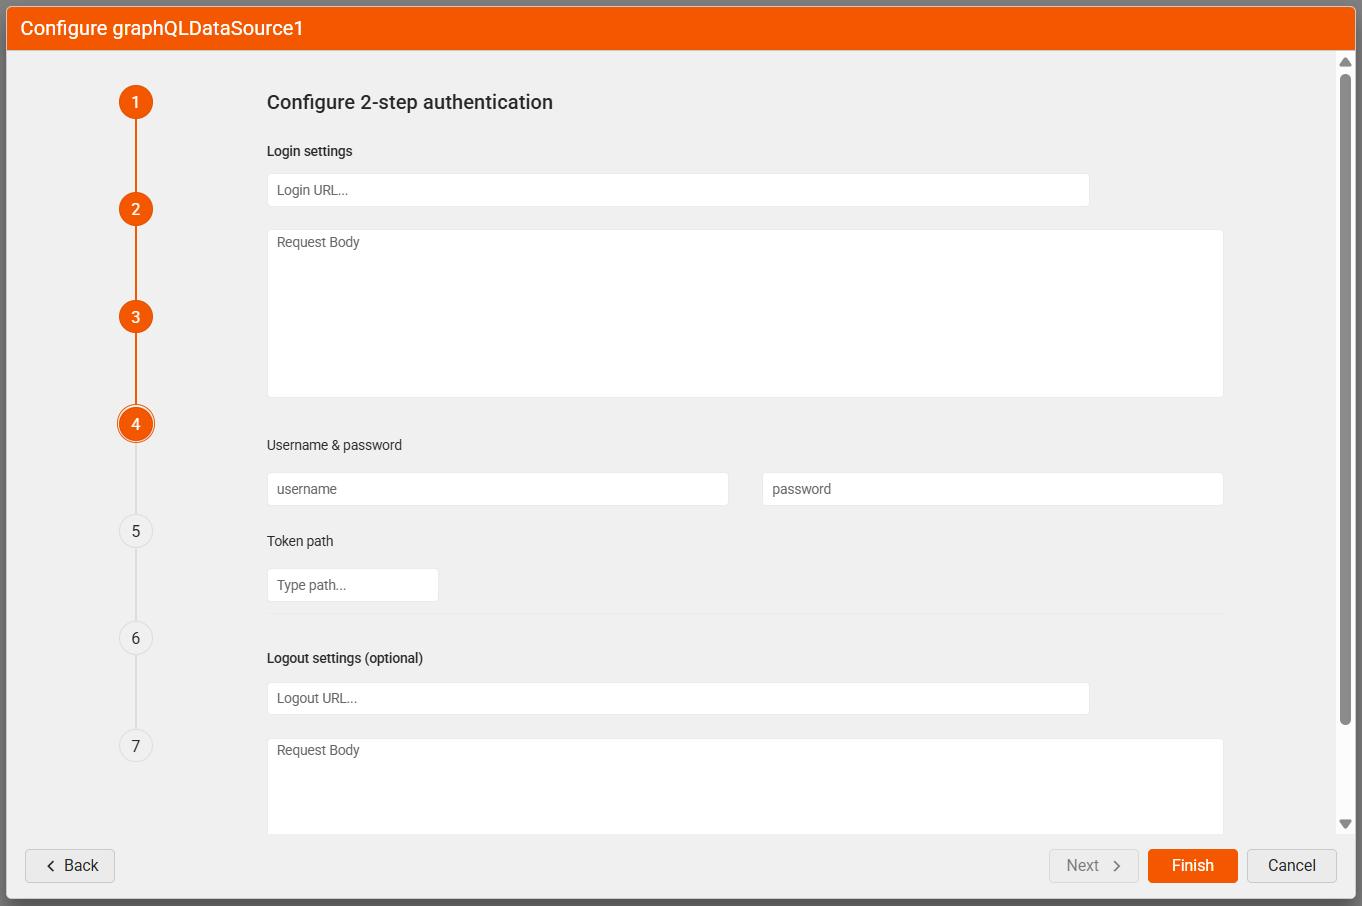 Configure graphQLDataSource1
1
Configure 2-step authentication
Login settings
Login URL...
2
Request Body
3
4
Username & password
username
password
5
Token path
Type path...
6
Logout settings (optional)
Logout URL...
7
Request Body
Back
Next
Finish
Cancel